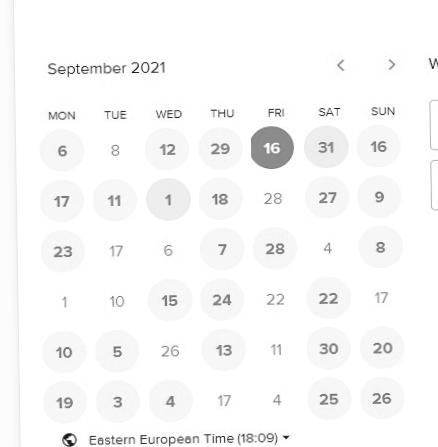 September 2021 < > W
MON TUE WED THU FRI SAT SUN
6 8 12 29 16 31 16
17 11 1 18 28 27 9
23 17 6 7 28 4 8
1 10 15 24 22 22 17
10 5 26 13 11 30 20
19 3 4 17 4 25 26
Eastern European Time (18:09)